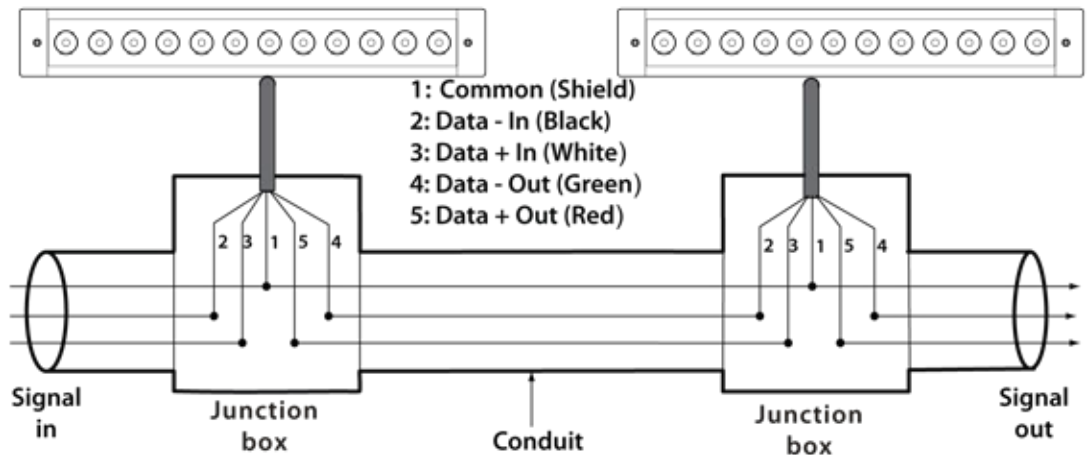 1: Common (Shield)
2: Data - In (Black)
3: Data + In (White)
4: Data - Out (Green)
5: Data + Out (Red)
2 3 1 5 4
2 3 1 5 4
Signal
in
Junction
box
Conduit
Junction
box
Signal
out